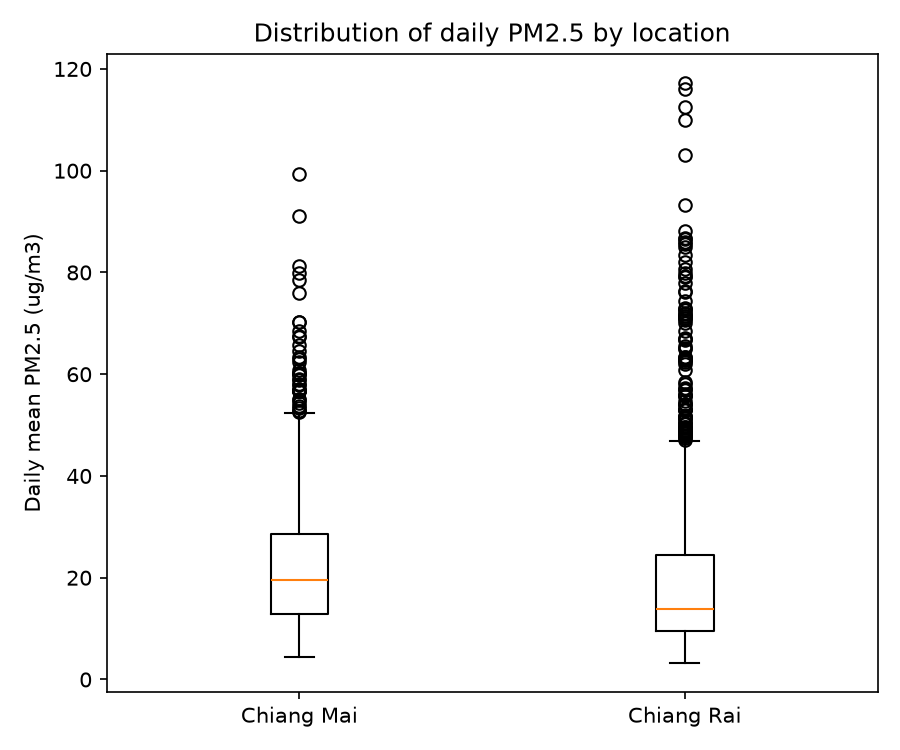 Distribution of daily PM2.5 by location
Daily mean PM2.5 (ug/m3)
120
100
80
60
40
20
0
Chiang Mai
Chiang Rai